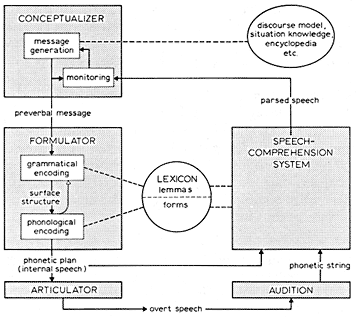 CONCEPTUALIZER
message
generation
monitoring
discourse model,
situation knowledge,
encyclopedia
etc.
preverbal message
parsed speech
FORMULATOR
grammatical
encoding
surface
structure
phonological
encoding
LEXICON
lemmas
forms
SPEECH-
COMPREHENSION
SYSTEM
phonetic plan
(internal speech)
phonetic string
ARTICULATOR
AUDITION
overt speech